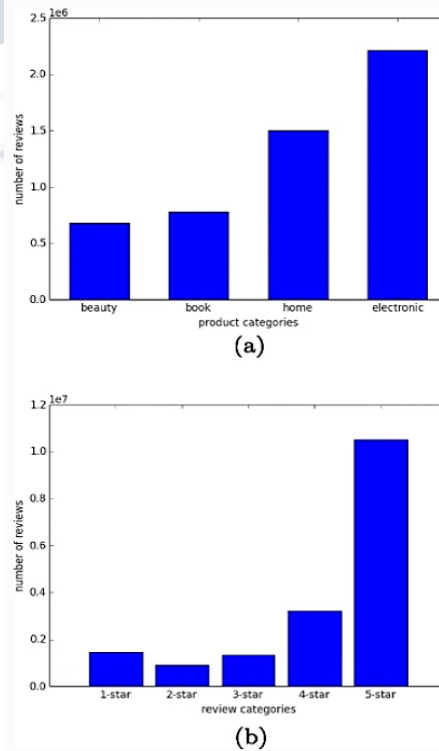 1e6
2.5
2.0
1.5
1.0
0.5
0.0
number of reviews
beauty book home electronic
product categories
(a)
1e7
1.2
1.0
0.8
0.6
0.4
0.2
0.0
number of reviews
1-star 2-star 3-star 4-star 5-star
review categories
(b)